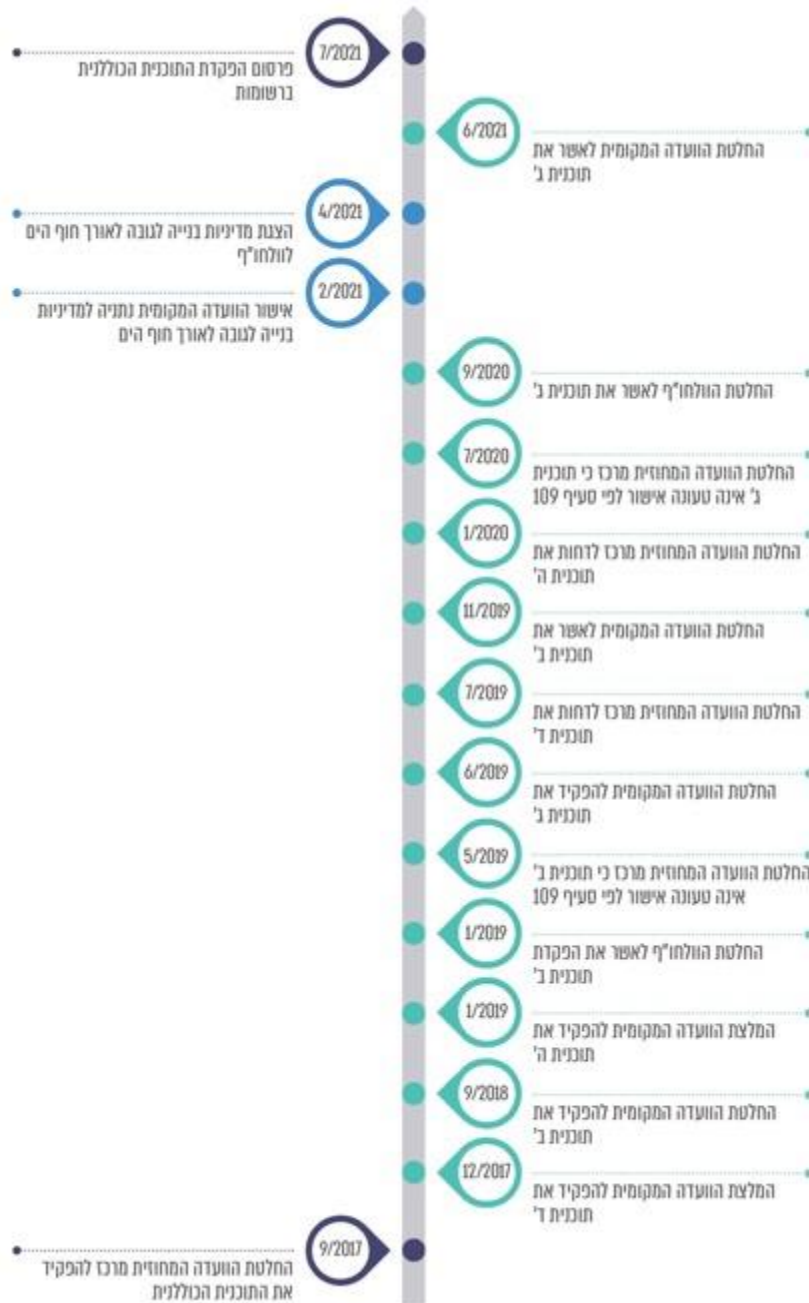 7/2021
פרסום הפקדת התוכנית הכוללנית
ברשומות
6/2021
החלטת הוועדה המקומית לאשר את
תוכנית ג'
4/2021
הצגת מדיניות בנייה לגובה לאורך חוף הים
לוולחו"ף
2/2021
אישור הוועדה המקומית נתניה למדיניות
בנייה לגובה לאורך חוף הים
9/2020
החלטת הוולחו"ף לאשר את תוכנית ג'
7/2020
החלטת הוועדה המחוזית מרכז כי תוכנית
ג' אינה טעונה אישור לפי סעיף 109
1/2020
החלטת הוועדה המחוזית מרכז לדחות את
תוכנית ה'
11/2019
החלטת הוועדה המקומית לאשר את
תוכנית ב'
7/2019
החלטת הוועדה המחוזית מרכז לדחות את
תוכנית ד'
6/2019
החלטת הוועדה המקומית להפקיד את
תוכנית ג'
5/2019
החלטת הוועדה המחוזית מרכז כי תוכנית ב'
אינה טעונה אישור לפי סעיף 109
1/2019
החלטת הוולחו"ף לאשר את הפקדת
תוכנית ב'
1/2019
המלצת הוועדה המקומית להפקיד את
תוכנית ה'
9/2018
החלטת הוועדה המקומית להפקיד את
תוכנית ב'
12/2017
המלצת הוועדה המקומית להפקיד את
תוכנית ד'
9/2017
החלטת הוועדה המחוזית מרכז להפקיד
את התוכנית הכוללנית